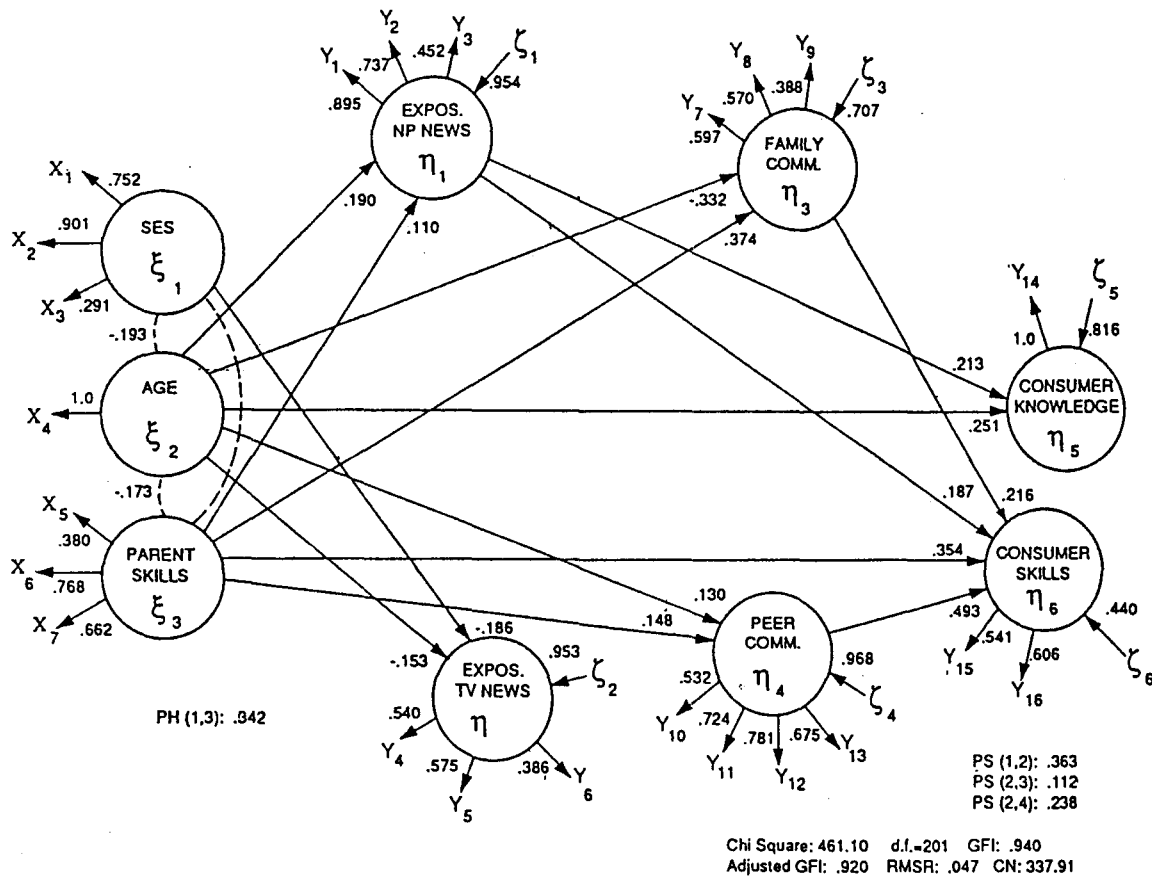 Y1 .895
Y2 .737
Y3 .452
ζ1 .954
EXPOS.
NP NEWS
η1
Y7 .597
Y8 .570
Y9 .388
ζ3 .707
FAMILY
COMM.
η3
X1 .752
X2 .901
X3 .291
SES
ξ1
.190
.110
-.332
.374
-.193
X4 1.0
AGE
ξ2
Y14 1.0
ζ5 .816
.213
.251
CONSUMER
KNOWLEDGE
η5
-.173
X5 .380
X6 .768
X7 .662
PARENT
SKILLS
ξ3
.187
.216
.354
.493
CONSUMER
SKILLS
η6
.440
ζ6
.541
Y15
.606
Y16
.130
.148
PEER
COMM.
η4
.968
ζ4
.532
Y10
.724
Y11
.781
Y12
.675
Y13
-.186
-.153
EXPOS.
TV NEWS
η
.953
ζ2
.540
Y4
.575
Y5
.386
Y6
PH (1,3): .342
PS (1,2): .363
PS (2,3): .112
PS (2,4): .238
Chi Square: 461.10 d.f.=201 GFI: .940
Adjusted GFI: .920 RMSR: .047 CN: 337.91